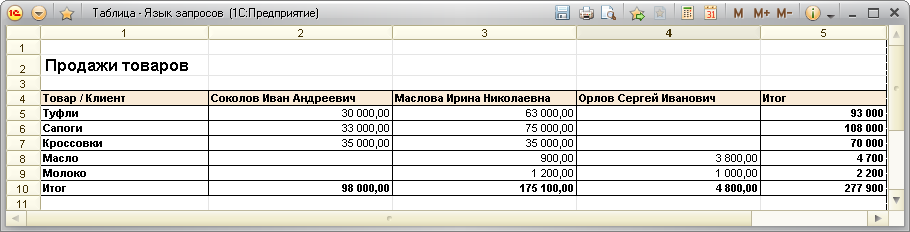 Таблица - Язык запросов (1С:Предприятие) M M+ M-
1 2 3 4 5
1
2 Продажи товаров
3
4 Товар / Клиент Соколов Иван Андреевич Маслова Ирина Николаевна Орлов Сергей Иванович Итог
5 Туфли 30 000,00 63 000,00 93 000
6 Сапоги 33 000,00 75 000,00 108 000
7 Кроссовки 35 000,00 35 000,00 70 000
8 Масло 900,00 3 800,00 4 700
9 Молоко 1 200,00 1 000,00 2 200
10 Итог 98 000,00 175 100,00 4 800,00 277 900
11